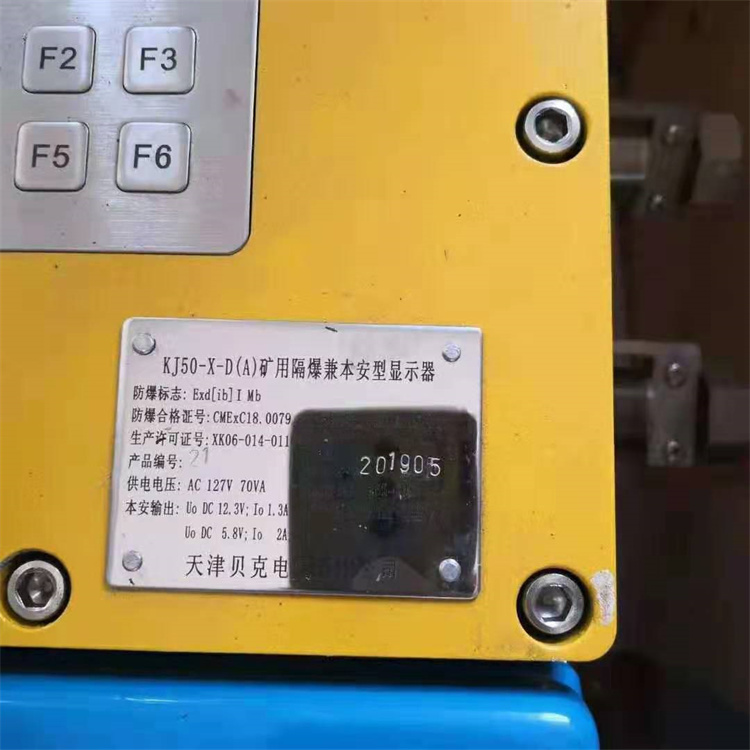 F2 F3
F5 F6
KJ50-X-D(A)矿用隔爆兼本安型显示器
防爆标志: Exd[ib]I Mb
防爆合格证号: CMExC18.0079
生产许可证号: XK06-014-011
产品编号: 21
201905
供电电压: AC 127V 70VA
本安输出: Uo DC 12.3V; Io 1.3A
Uo DC 5.8V; Io 2A
天津贝克电 司